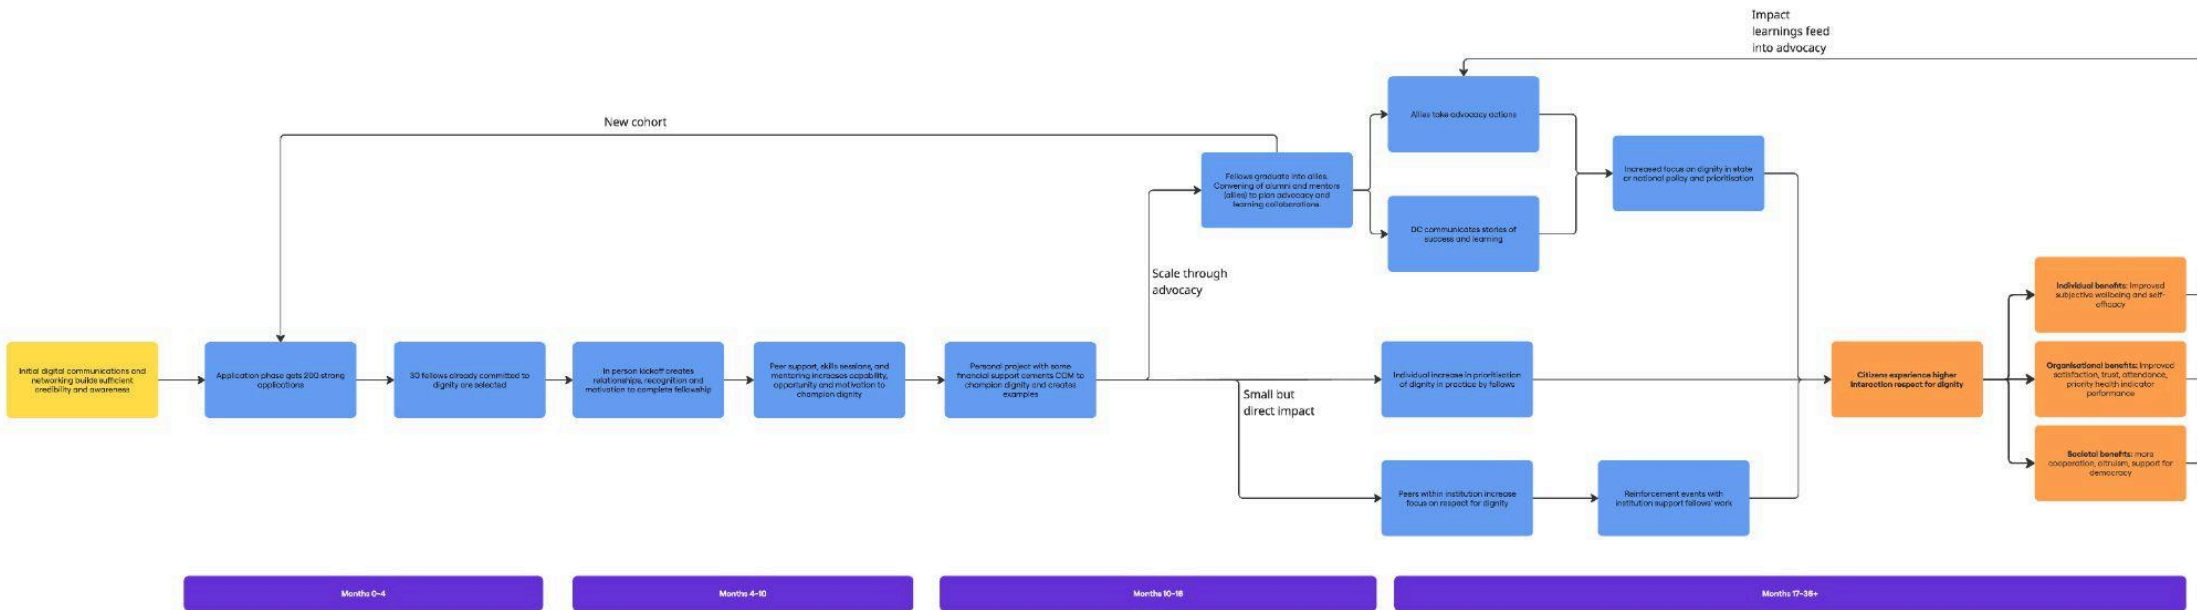 Impact
learnings feed
into advocacy
New cohort
Allies take advocacy actions
Fellows graduate into allies.
Convening of alumni and mentors
(allies) to plan advocacy and
learning collaborations.
Increased focus on dignity in state
or national policy and prioritisation
DC communicates stories of
success and learning
Scale through
advocacy
Initial digital communications and
networking builds sufficient
credibility and awareness
Application phase gets 200 strong
applications
30 fellows already committed to
dignity are selected
In person kickoff creates
relationships, recognition and
motivation to complete fellowship
Peer support, skills sessions, and
mentoring increases capability,
opportunity and motivation to
champion dignity
Personal project with some
financial support cements COM to
champion dignity and creates
examples
Small but
direct impact
Individual increase in prioritisation
of dignity in practice by fellows
Citizens experience higher
interaction respect for dignity
Individual benefits: Improved
subjective wellbeing and self-
efficacy
Organisational benefits: Improved
satisfaction, trust, attendance,
priority health indicator
performance
Societal benefits: more
cooperation, altruism, support for
democracy
Peers within institution increase
focus on respect for dignity
Reinforcement events with
institution support fellows' work
Months 0-4
Months 4-10
Months 10-16
Months 17-36+